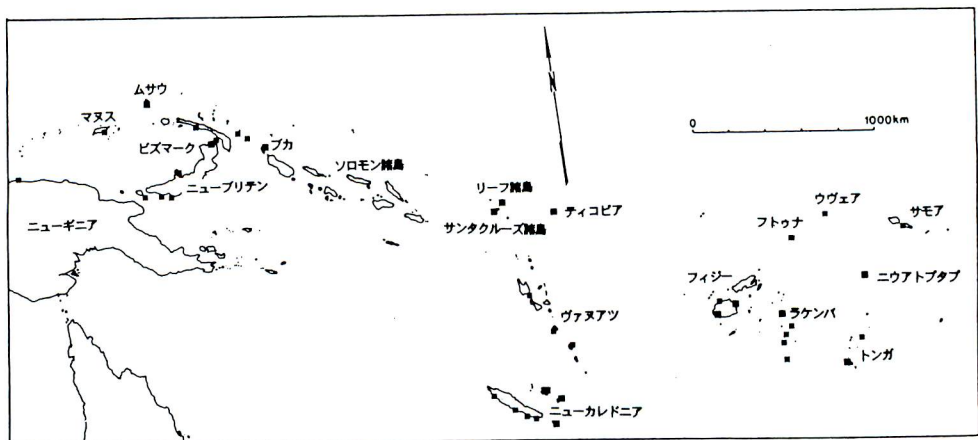 ムサウ
マヌス
ビズマーク
ブカ
ニューブリテン
ニューギニア
ソロモン諸島
N
0 1000km
リーフ諸島
サンタクルーズ諸島
ティコピア
ウヴェア
サモア
フトゥナ
ニウアトプタプ
フィジー
ラケンバ
ヴァヌアツ
トンガ
ニューカレドニア